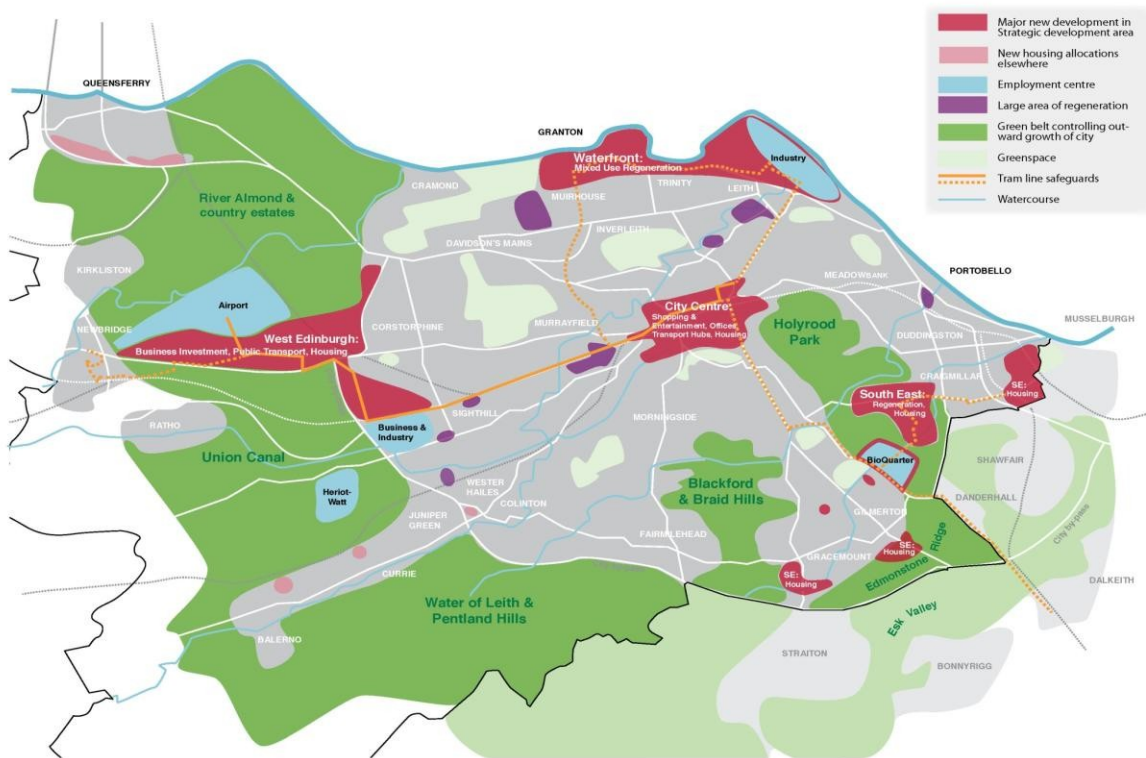 Major new development in
Strategic development area
New housing allocations
elsewhere
Employment centre
Large area of regeneration
Green belt controlling out-
ward growth of city
Greenspace
Tram line safeguards
Watercourse
QUEENSFERRY
GRANTON
Waterfront:
Mixed Use Regeneration
Industry
CRAMOND
MUIRHOUSE
TRINITY
LEITH
River Almond &
country estates
INVERLEITH
DAVIDSON'S MAINS
KIRKLISTON
MEADOWBANK
PORTOBELLO
Airport
City Centre:
Shopping &
Entertainment, Offices,
Transport Hubs, Housing
MUSSELBURGH
NEWBRIDGE
West Edinburgh:
Business Investment, Public Transport, Housing
CORSTORPHINE
MURRAYFIELD
Holyrood
Park
DUDDINGSTON
CRAIGMILLAR
SE:
Housing
South East:
Regeneration,
Housing
SIGHTHILL
MORNINGSIDE
RATHO
Business &
Industry
Union Canal
BioQuarter
SHAWFAIR
Heriot-
Watt
WESTER
HAILES
COLINTON
Blackford
& Braid Hills
DANDERHALL
City by-pass
JUNIPER
GREEN
GILMERTON
FAIRMILEHEAD
GRACEMOUNT
SE:
Housing
Edmonstone Ridge
CURRIE
SE:
Housing
DALKEITH
Water of Leith &
Pentland Hills
Esk Valley
BALERNO
STRAITON
BONNYRIGG